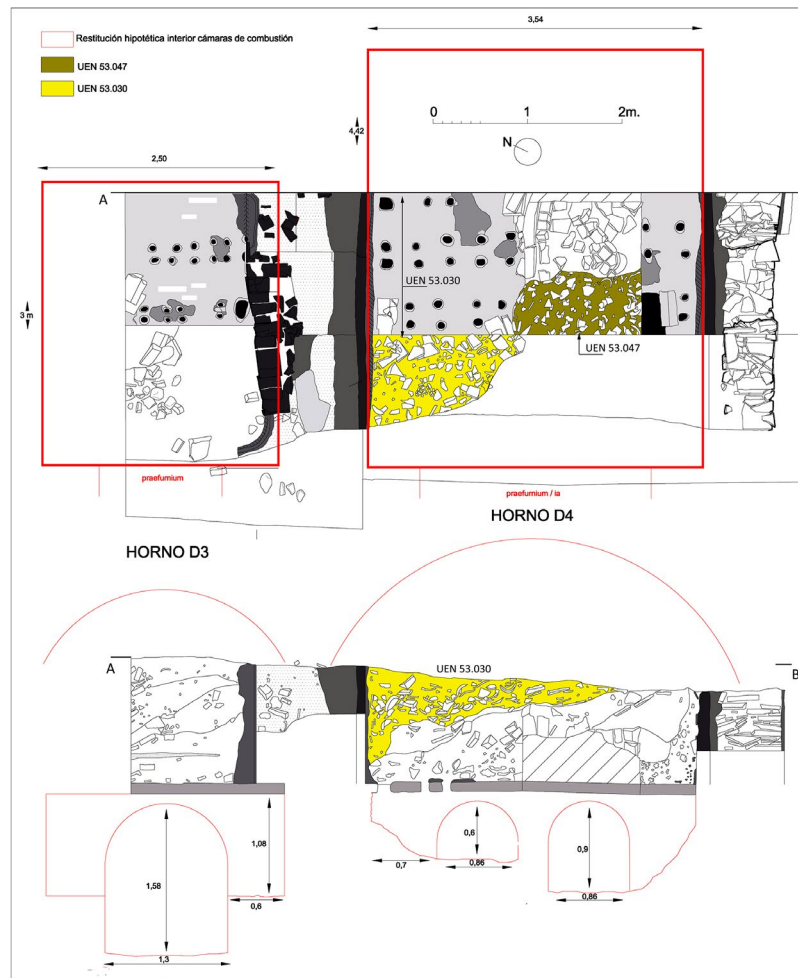 Restitución hipotética interior cámaras de combustión
UEN 53.047
UEN 53.030
3,54
0 1 2m.
4,42
N
2,50
A
UEN 53.030
3 m
UEN 53.047
praefurnium
praefurnium / ia
HORNO D3
HORNO D4
A
UEN 53.030
B
1,08
1,58
0,6
0,9
0,7
0,86
0,86
0,6
1,3